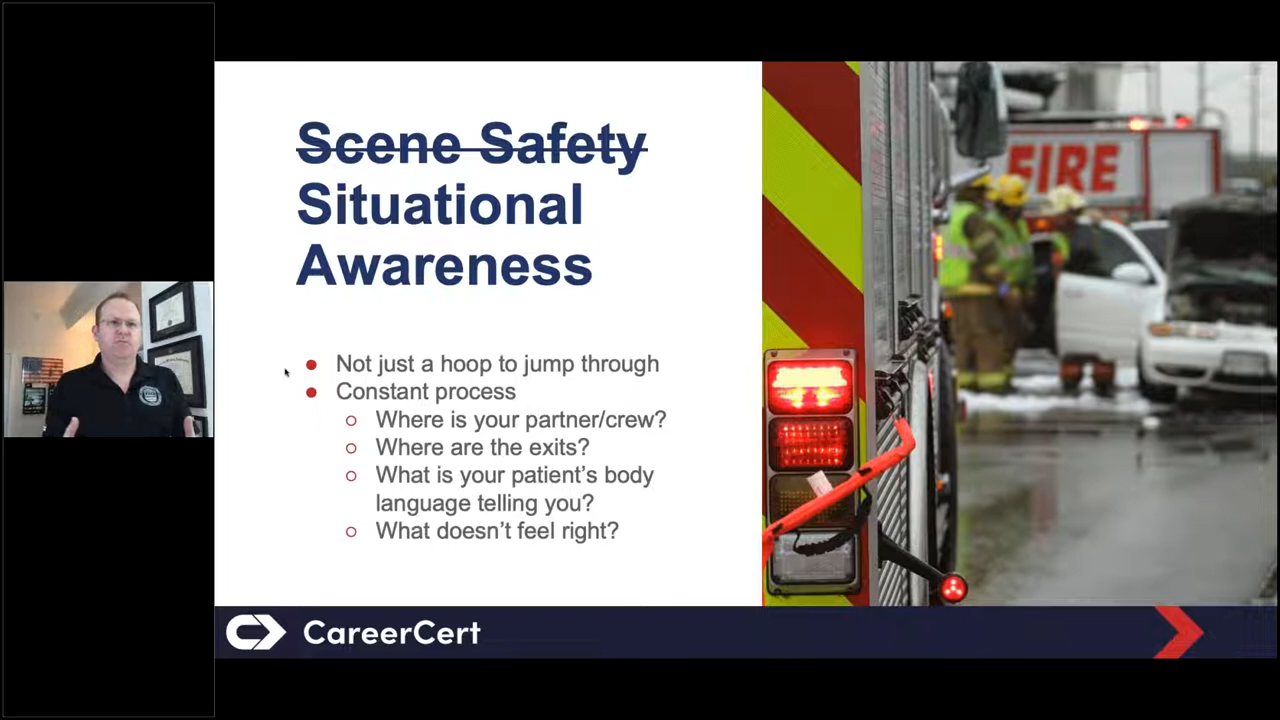 Scene Safety
Situational
Awareness
Not just a hoop to jump through
Constant process
Where is your partner/crew?
Where are the exits?
What is your patient's body
language telling you?
What doesn't feel right?
FIRE
CareerCert